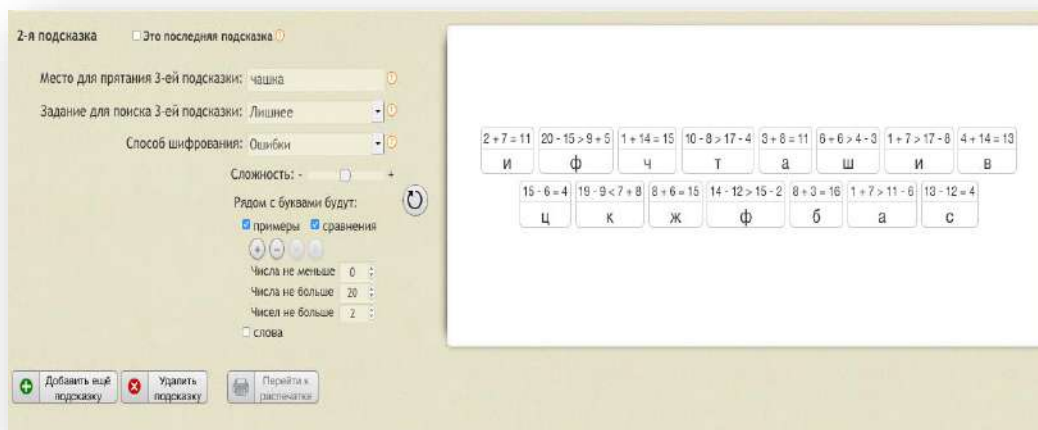 2-я подсказка
Это последняя подсказка
Место для прятания 3-ей подсказки: чашка
Задание для поиска 3-ей подсказки: Лишнее
Способ шифрования: Ошибки
Сложность: - +
Рядом с буквами будут:
примеры сравнения
+ -
Числа не меньше 0
Числа не больше 20
Чисел не больше 2
слова
Добавить ещё
подсказку
Удалить
подсказку
Перейти к
распечатке
2 + 7 = 11 20 - 15 > 9 + 5 1 + 14 = 15 10 - 8 > 17 - 4 3 + 8 = 11 6 + 6 > 4 - 3 1 + 7 > 17 - 8 4 + 14 = 13
и ф ч т а ш и в
15 - 6 = 4 19 - 9 < 7 + 8 8 + 6 = 15 14 - 12 > 15 - 2 8 + 3 = 16 1 + 7 > 11 - 6 13 - 12 = 4
ц к ж ф б а с